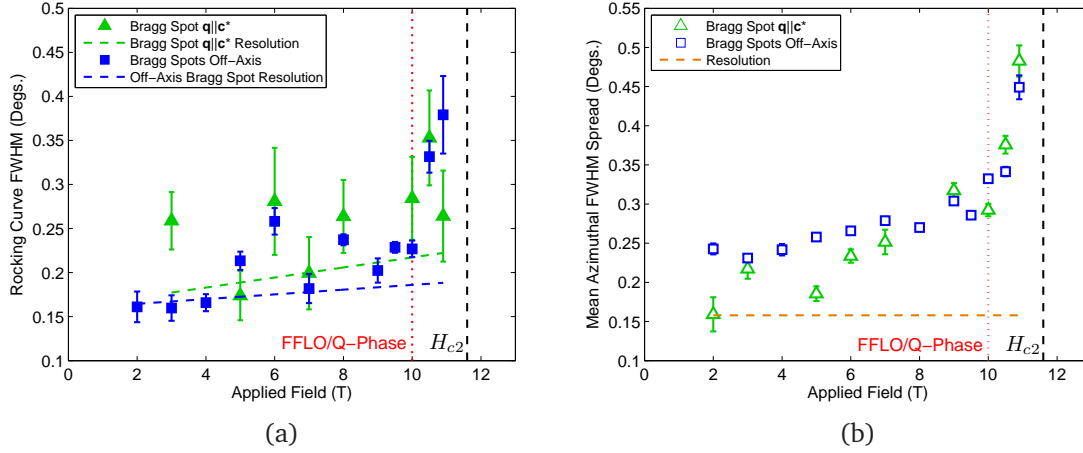 Bragg Spot q||c*
Bragg Spot q||c* Resolution
Bragg Spots Off−Axis
Off−Axis Bragg Spot Resolution
0.5
0.45
0.4
0.35
0.3
0.25
0.2
0.15
0.1
Rocking Curve FWHM (Degs.)
FFLO/Q−Phase
H_{c2}
0 2 4 6 8 10 12
Applied Field (T)
(a)
Bragg Spot q||c*
Bragg Spots Off−Axis
Resolution
0.55
0.5
0.45
0.4
0.35
0.3
0.25
0.2
0.15
0.1
Mean Azimuthal FWHM Spread (Degs.)
FFLO/Q−Phase
H_{c2}
0 2 4 6 8 10 12
Applied Field (T)
(b)